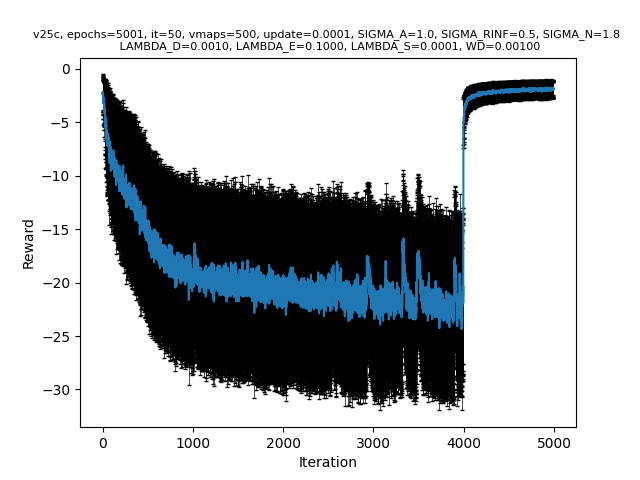 v25c, epochs=5001, it=50, vmaps=500, update=0.0001, SIGMA_A=1.0, SIGMA_RINF=0.5, SIGMA_N=1.8
LAMBDA_D=0.0010, LAMBDA_E=0.1000, LAMBDA_S=0.0001, WD=0.00100
0
−5
−10
−15
−20
−25
−30
Reward
0 1000 2000 3000 4000 5000
Iteration